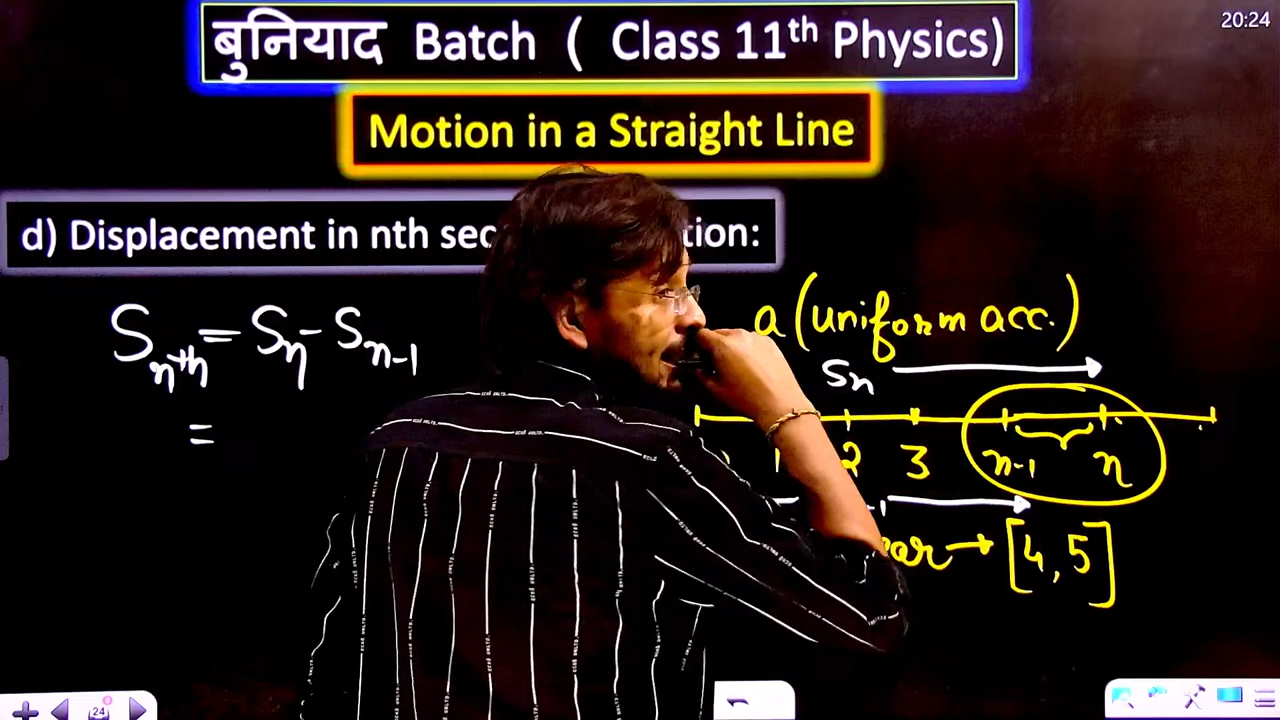 20:24
बुनियाद Batch ( Class 11th Physics)
Motion in a Straight Line
d) Displacement in nth sec tion:
Snth = Sn - Sn-1
=
a (uniform acc.)
Sn
1 2 3 n-1 n
→ [4, 5]
24